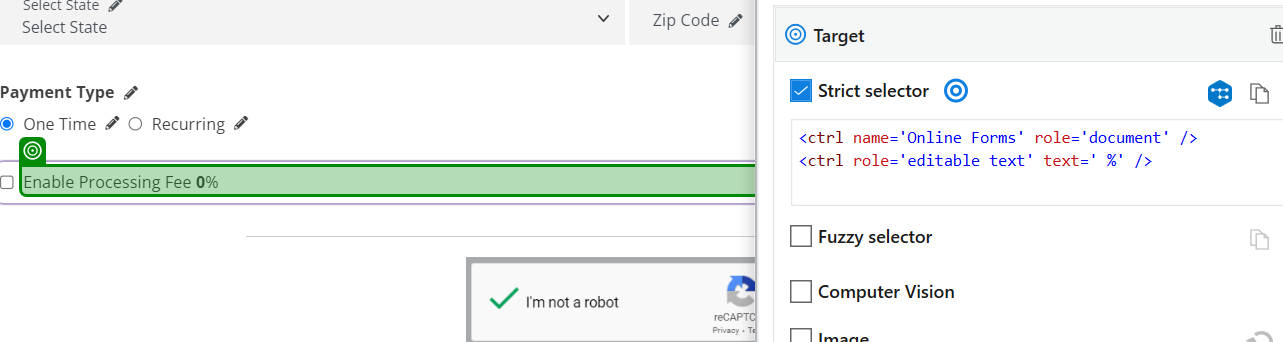 Select State
Select State
Zip Code
Payment Type
One Time
Recurring
Enable Processing Fee 0%
I'm not a robot
reCAPTC
Privacy - Te
Target
Strict selector
<ctrl name='Online Forms' role='document' />
<ctrl role='editable text' text=' %' />
Fuzzy selector
Computer Vision
Image